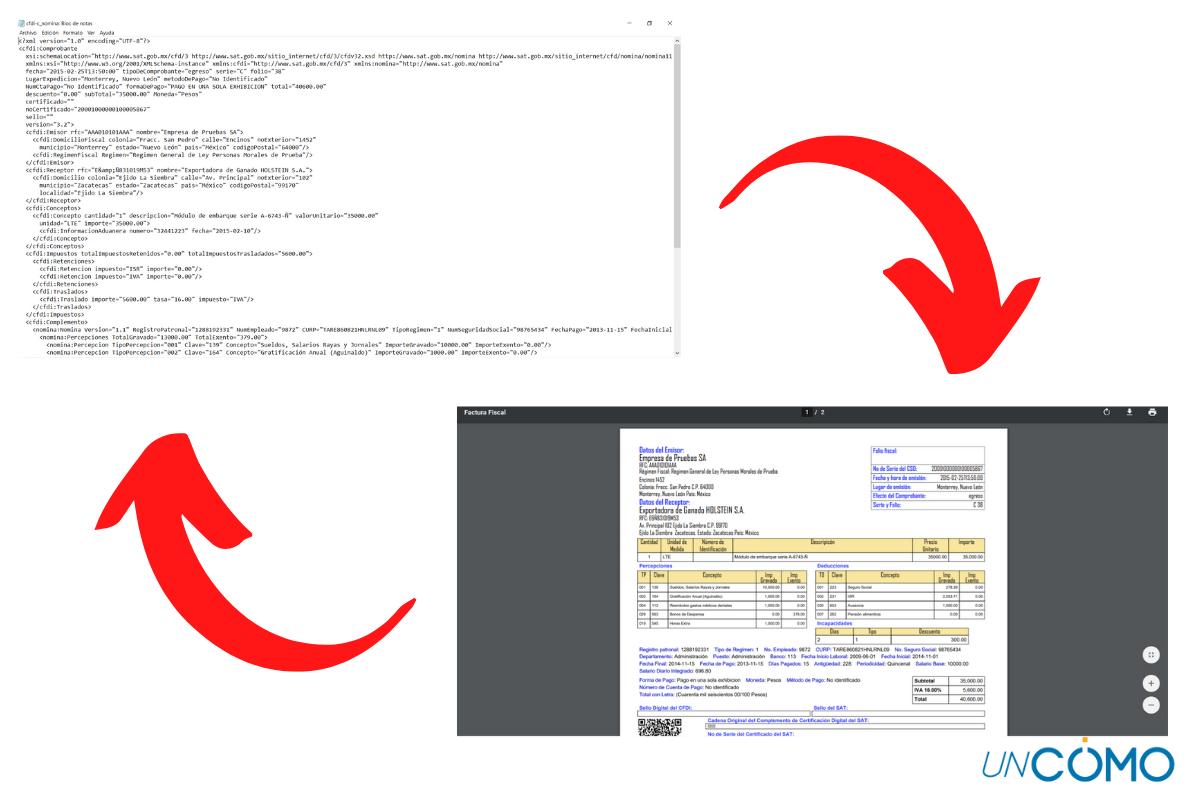 cfdi-c_nomina: Bloc de notas
Archivo Edición Formato Ver Ayuda
<?xml version="1.0" encoding="UTF-8"?>
<cfdi:Comprobante
xsi:schemaLocation="http://www.sat.gob.mx/cfd/3 http://www.sat.gob.mx/sitio_internet/cfd/3/cfdv32.xsd http://www.sat.gob.mx/nomina http://www.sat.gob.mx/sitio_internet/cfd/nomina/nomina11
xmlns:xsi="http://www.w3.org/2001/XMLSchema-instance" xmlns:cfdi="http://www.sat.gob.mx/cfd/3" xmlns:nomina="http://www.sat.gob.mx/nomina"
fecha="2015-02-25T13:50:00" tipoDeComprobante="egreso" serie="C" folio="38"
LugarExpedicion="Monterrey, Nuevo León" metodoDePago="No Identificado"
NumCtaPago="No identificado" formaDePago="PAGO EN UNA SOLA EXHIBICIÓN" total="40600.00"
descuento="0.00" subTotal="35000.00" Moneda="Pesos"
certificado=""
noCertificado="20001000000100005867"
sello=""
version="3.2">
<cfdi:Emisor rfc="AAA010101AAA" nombre="Empresa de Pruebas SA">
<cfdi:DomicilioFiscal colonia="Fracc. San Pedro" calle="Encinos" noExterior="1452"
municipio="Monterrey" estado="Nuevo León" pais="México" codigoPostal="64000"/>
<cfdi:RegimenFiscal Regimen="Regimen General de Ley Personas Morales de Prueba"/>
</cfdi:Emisor>
<cfdi:Receptor rfc="E&amp;Ñ831019M53" nombre="Exportadora de Ganado HOLSTEIN S.A.">
<cfdi:Domicilio colonia="Ejido La Siembra" calle="Av. Principal" noExterior="102"
municipio="Zacatecas" estado="Zacatecas" pais="México" codigoPostal="99170"
localidad="Ejido La Siembra"/>
</cfdi:Receptor>
<cfdi:Conceptos>
<cfdi:Concepto cantidad="1" descripcion="Módulo de embarque serie A-6743-Ñ" valorUnitario="35000.00"
unidad="LTE" importe="35000.00">
<cfdi:InformacionAduanera numero="32441223" fecha="2015-02-10"/>
</cfdi:Concepto>
</cfdi:Conceptos>
<cfdi:Impuestos totalImpuestosRetenidos="0.00" totalImpuestosTrasladados="5600.00">
<cfdi:Retenciones>
<cfdi:Retencion impuesto="ISR" importe="0.00"/>
<cfdi:Retencion impuesto="IVA" importe="0.00"/>
</cfdi:Retenciones>
<cfdi:Traslados>
<cfdi:Traslado importe="5600.00" tasa="16.00" impuesto="IVA"/>
</cfdi:Traslados>
</cfdi:Impuestos>
<cfdi:Complemento>
<nomina:Nomina Version="1.1" RegistroPatronal="1288192331" NumEmpleado="9872" CURP="TARE860821HNLRNL09" TipoRegimen="1" NumSeguridadSocial="98765434" FechaPago="2013-11-15" FechaInicial
<nomina:Percepciones TotalGravado="13000.00" TotalExento="379.00">
<nomina:Percepcion TipoPercepcion="001" Clave="139" Concepto="Sueldos, Salarios Rayas y Jornales" ImporteGravado="10000.00" ImporteExento="0.00"/>
<nomina:Percepcion TipoPercepcion="002" Clave="164" Concepto="Gratificación Anual (Aguinaldo)" ImporteGravado="1000.00" ImporteExento="0.00"/>
Factura Fiscal 1 / 2
Datos del Emisor:
Empresa de Pruebas SA
RFC: AAA010101AAA
Régimen Fiscal: Regimen General de Ley Personas Morales de Prueba
Encinos 1452
Colonia: Fracc. San Pedro C.P. 64000
Monterrey, Nuevo León País: México
Datos del Receptor:
Exportadora de Ganado HOLSTEIN S.A.
RFC: E&Ñ831019M53
Av. Principal 102 Ejido La Siembra C.P. 99170
Ejido La Siembra Zacatecas, Estado: Zacatecas País: México
Folio fiscal:
No de Serie del CSD: 20001000000100005867
Fecha y hora de emisión: 2015-02-25T13:50:00
Lugar de emisión: Monterrey, Nuevo León
Efecto del Comprobante: egreso
Serie y Folio: C 38
Cantidad Unidad de Medida Número de Identificación Descripción Precio Unitario Importe
1 LTE Módulo de embarque serie A-6743-Ñ 35000.00 35,000.00
Percepciones
TP Clave Concepto Imp Gravado Imp Exento
001 139 Sueldos, Salarios Rayas y Jornales 10,000.00 0.00
002 164 Gratificación Anual (Aguinaldo) 1,000.00 0.00
004 112 Reembolso gastos médicos dentales 1,000.00 0.00
029 563 Bonos de Despensa 0.00 379.00
019 545 Horas Extra 1,000.00 0.00
Deducciones
TD Clave Concepto Imp Gravado Imp Exento
001 223 Seguro Social 278.39 0.00
002 231 ISR 0.00
020 853 Ausencia 1,000.00 0.00
007 282 Pensión alimenticia 0.00 0.00
Incapacidades
Días Tipo Descuento
2 1 300.00
Registro patronal: 1288192331 Tipo de Regimen: 1 No. Empleado: 9872 CURP: TARE860821HNLRNL09 No. Seguro Social: 98765434
Departamento: Administración Puesto: Administración Banco: 113 Fecha Inicio Laboral: 2009-06-01 Fecha Inicial: 2014-11-01
Fecha Final: 2014-11-15 Fecha de Pago: 2013-11-15 Días Pagados: 15 Antigüedad: 228 Periodicidad: Quincenal Salario Base: 10000.00
Salario Diario Integrado: 696.80
Forma de Pago: Pago en una sola exhibicion Moneda: Pesos Método de Pago: No identificado
Número de Cuenta de Pago: No identificado
Total con Letra: (Cuarenta mil seiscientos 00/100 Pesos)
Subtotal 35,000.00
IVA 16.00% 5,600.00
Total 40,600.00
Sello Digital del CFDI: Sello del SAT:
Cadena Original del Complemento de Certificación Digital del SAT:
No de Serie del Certificado del SAT:
UNCÓMO